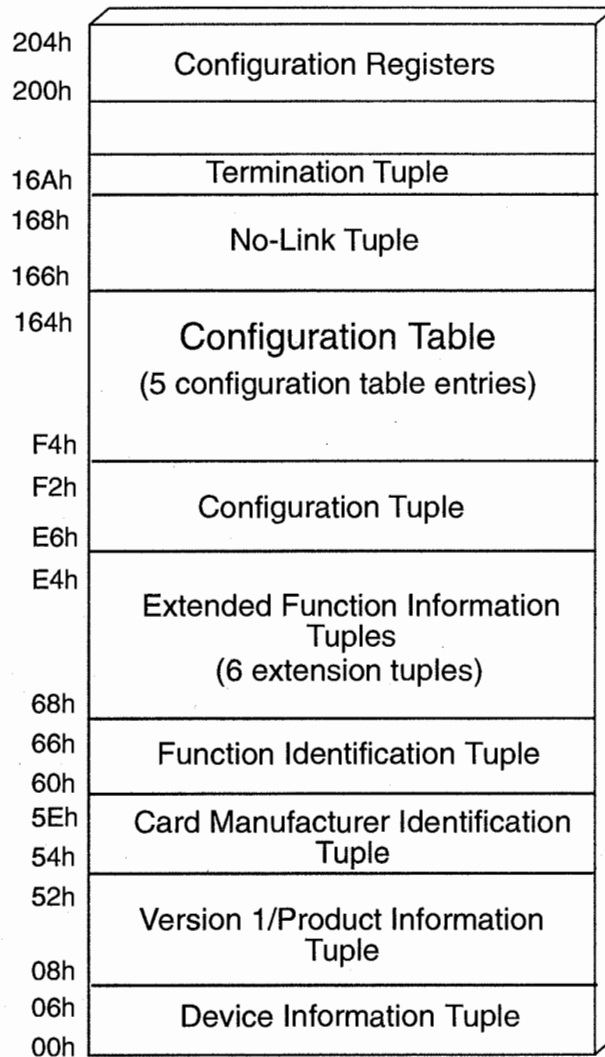 204h
Configuration Registers
200h
16Ah
Termination Tuple
168h
No-Link Tuple
166h
164h
Configuration Table
(5 configuration table entries)
F4h
F2h
Configuration Tuple
E6h
E4h
Extended Function Information
Tuples
(6 extension tuples)
68h
66h
Function Identification Tuple
60h
5Eh
Card Manufacturer Identification
Tuple
54h
52h
Version 1/Product Information
Tuple
08h
06h
Device Information Tuple
00h